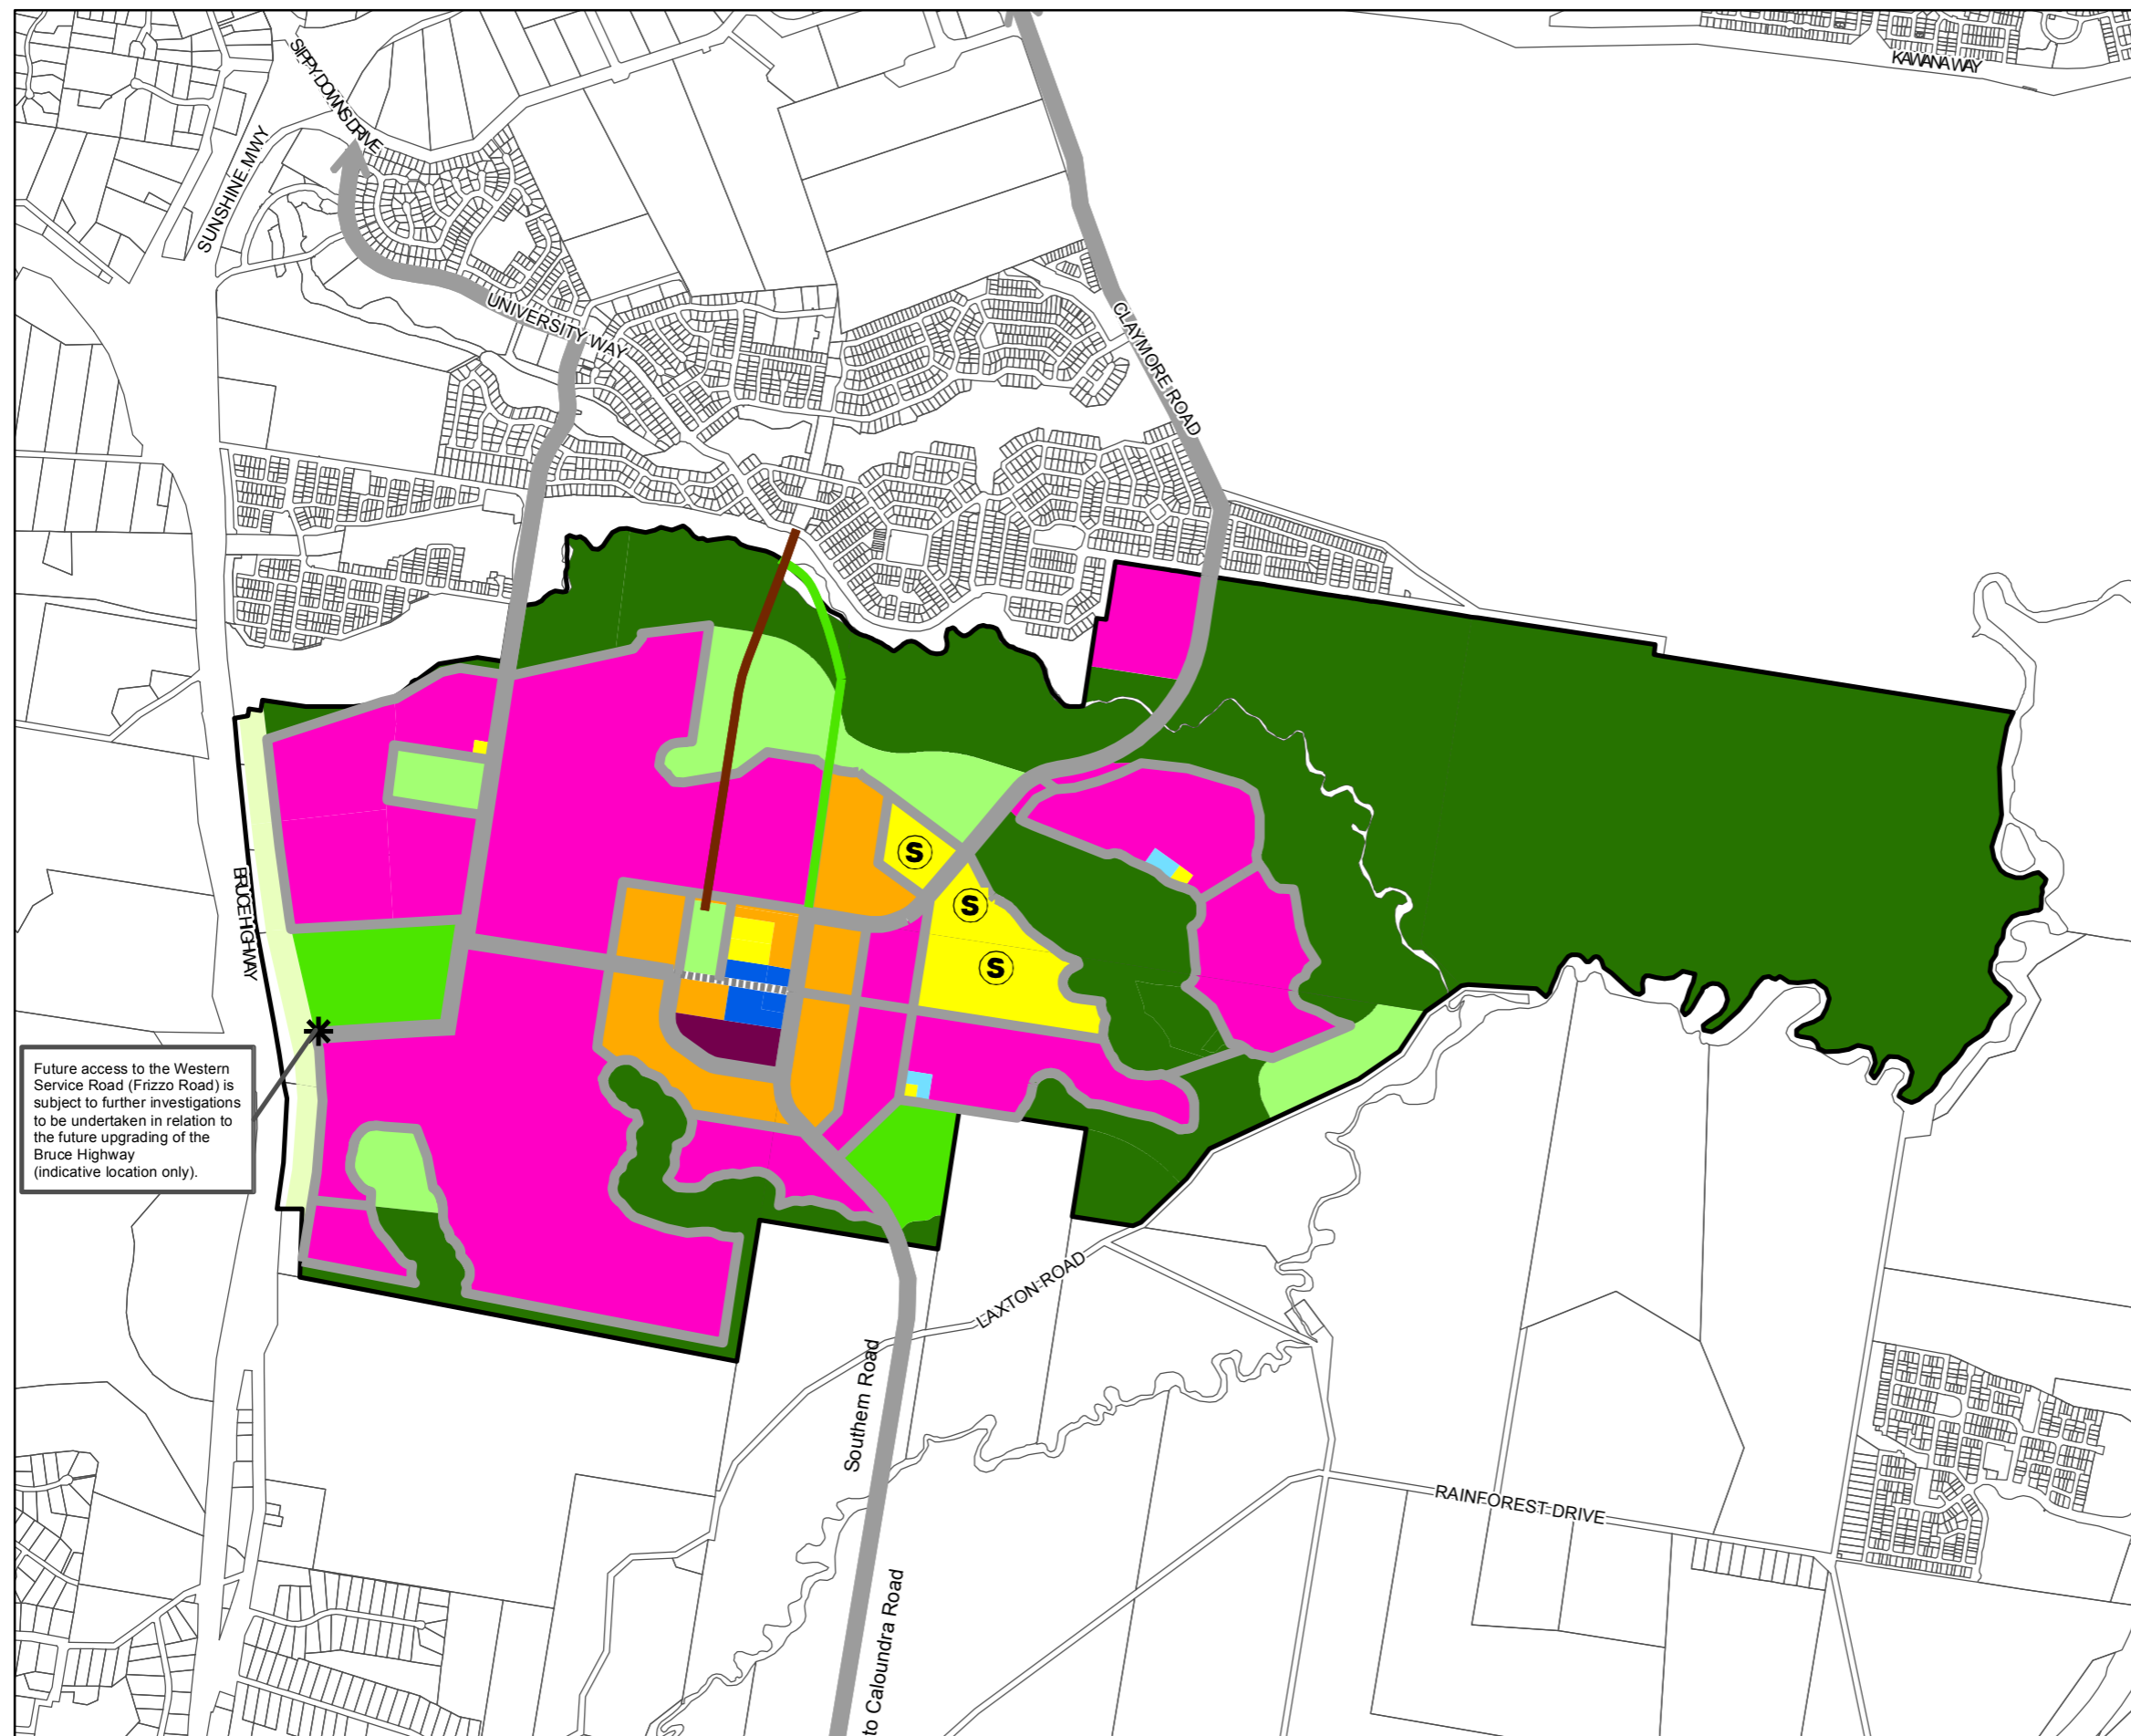 KAWANA WAY
SIPPY DOWNS DRIVE
SUNSHINE MWY
UNIVERSITY WAY
CLAYMORE ROAD
S
S
S
BRUCE HIGHWAY
Future access to the Western
Service Road (Frizzo Road) is
subject to further investigations
to be undertaken in relation to
the future upgrading of the
Bruce Highway
(indicative location only).
LAXTON ROAD
Southern Road
RAINFOREST DRIVE
to Caloundra Road